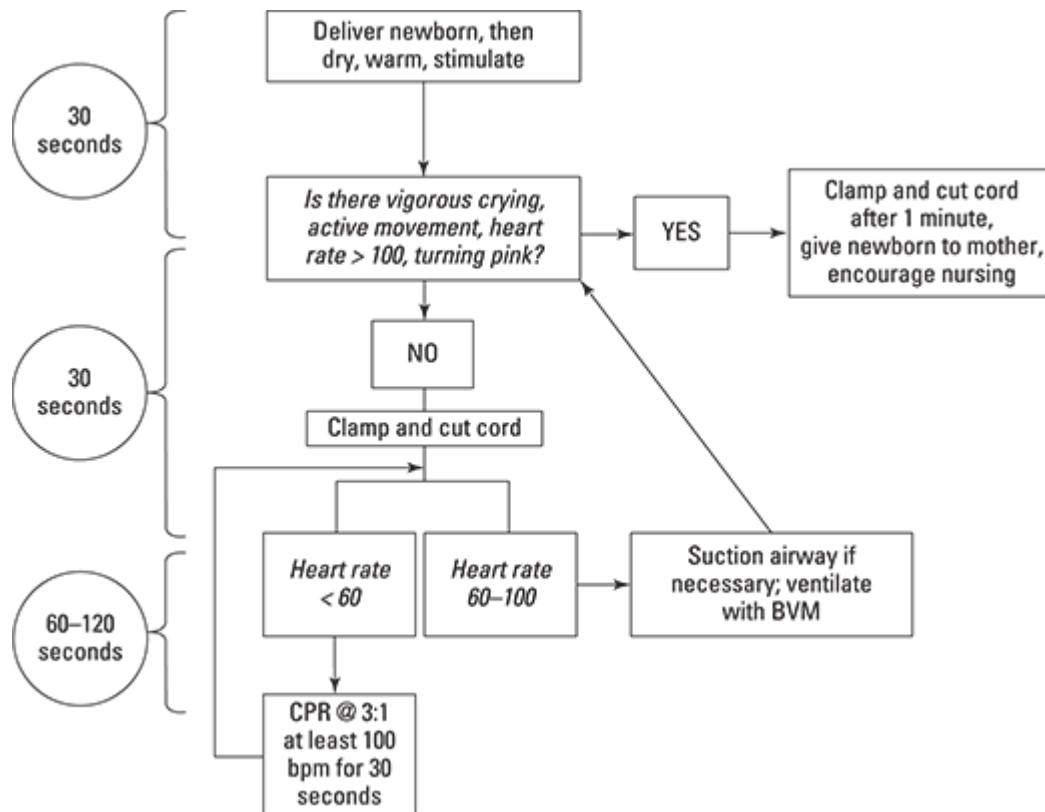 Deliver newborn, then
dry, warm, stimulate
30
seconds
Is there vigorous crying,
active movement, heart
rate > 100, turning pink?
YES
Clamp and cut cord
after 1 minute,
give newborn to mother,
encourage nursing
NO
30
seconds
Clamp and cut cord
Heart rate
< 60
Heart rate
60–100
Suction airway if
necessary; ventilate
with BVM
60–120
seconds
CPR @ 3:1
at least 100
bpm for 30
seconds